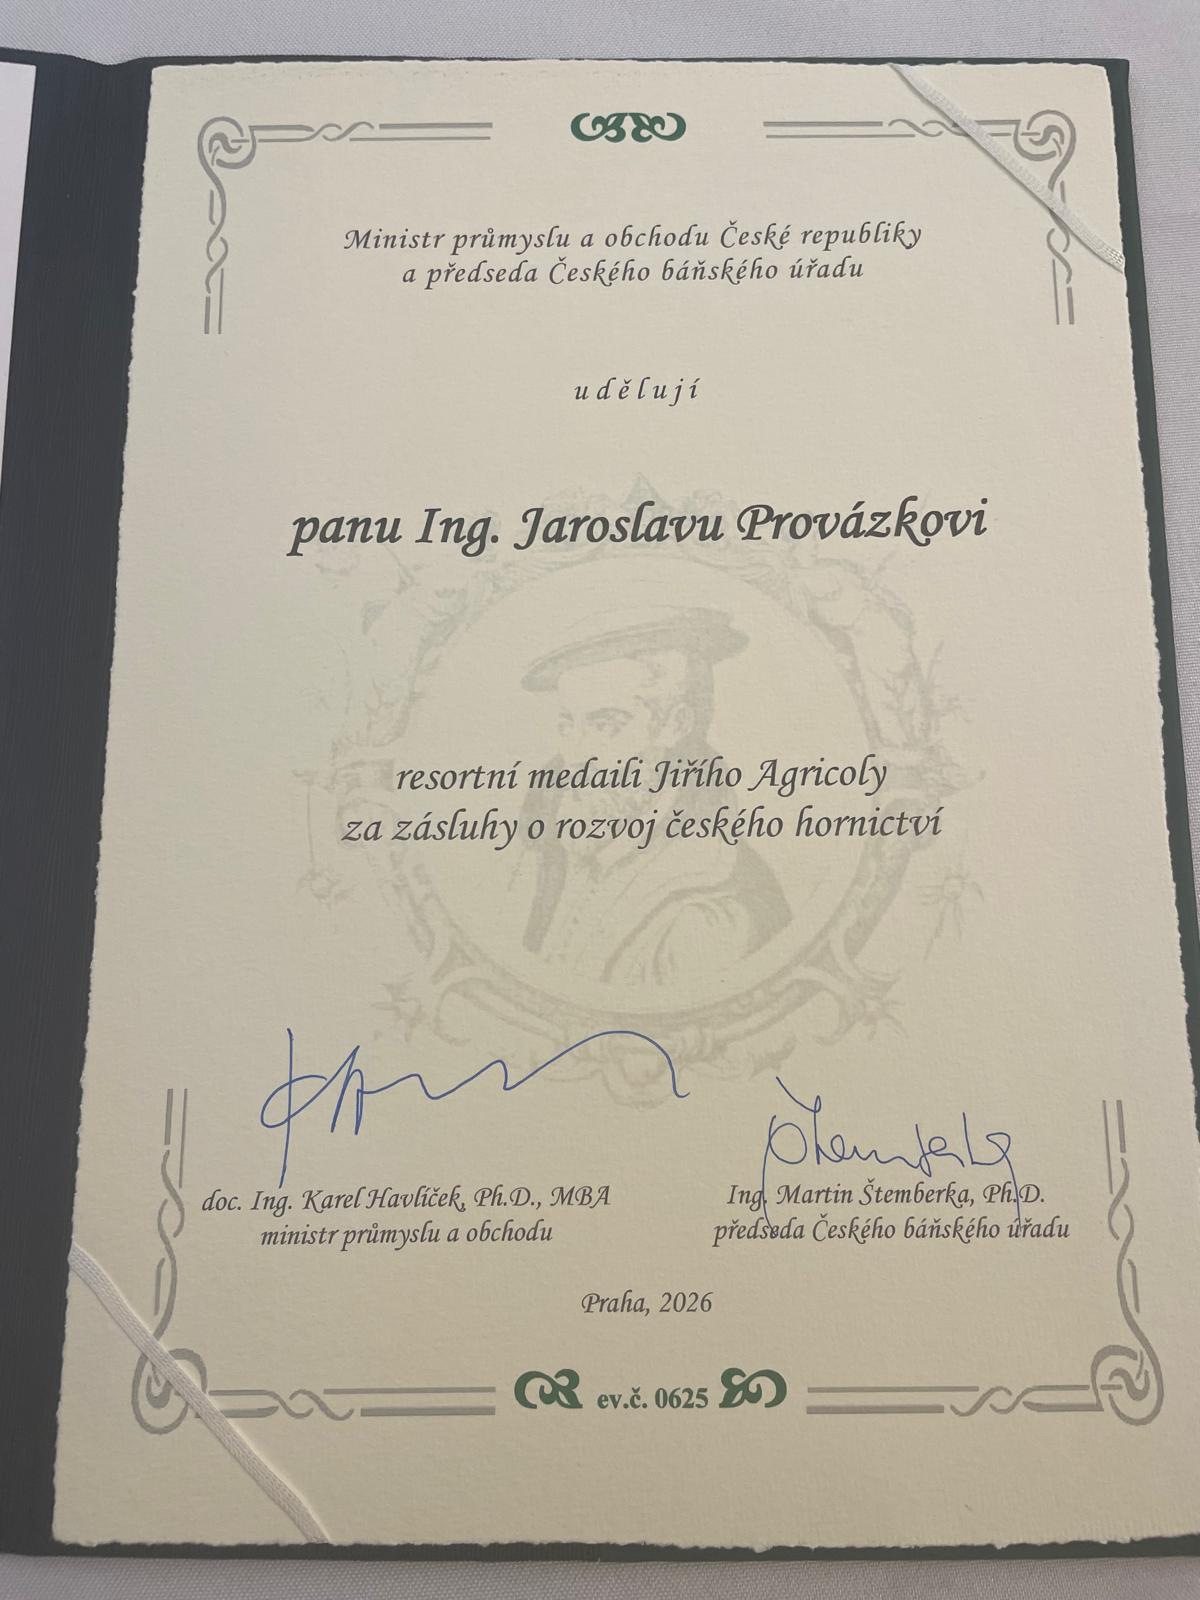 Ministr průmyslu a obchodu České republiky
a předseda Českého báňského úřadu
udělují
panu Ing. Jaroslavu Provázkovi
resortní medaili Jiřího Agricoly
za zásluhy o rozvoj českého hornictví
doc. Ing. Karel Havlíček, Ph.D., MBA
ministr průmyslu a obchodu
Ing. Martin Štemberka, Ph.D.
předseda Českého báňského úřadu
Praha, 2026
ev.č. 0625